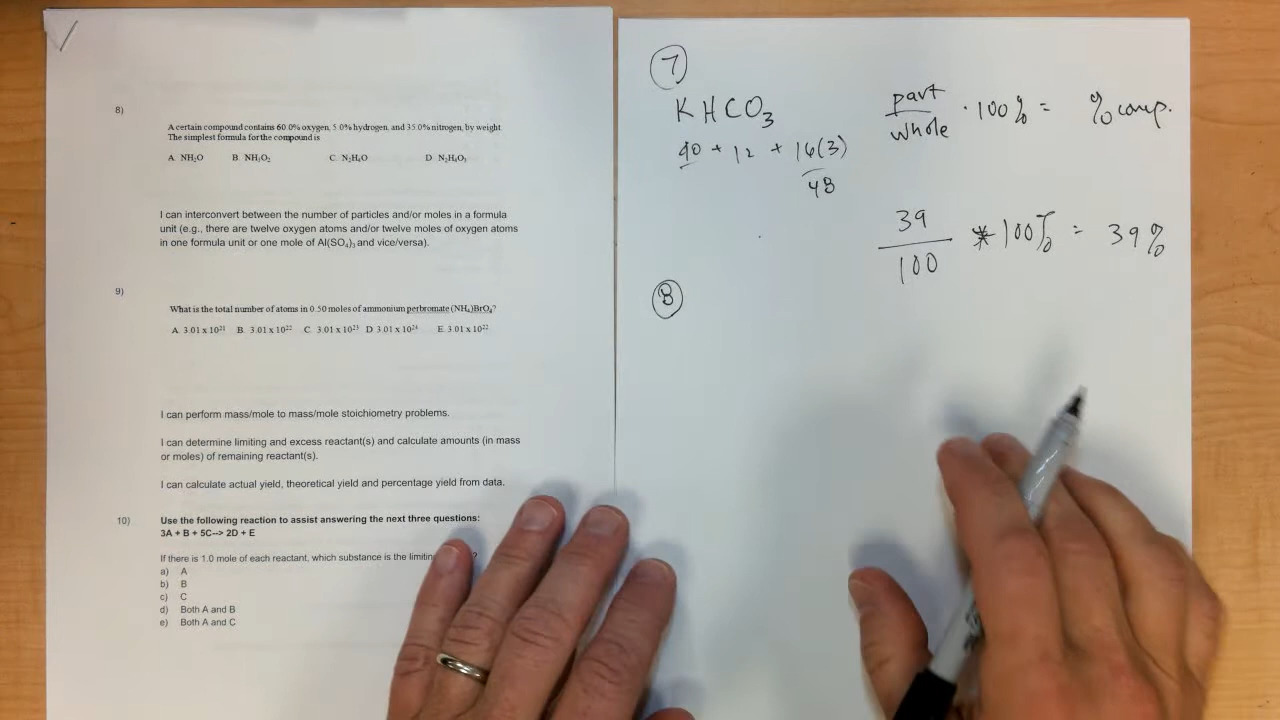 8)
A certain compound contains 60.0% oxygen, 5.0% hydrogen, and 35.0% nitrogen, by weight.
The simplest formula for the compound is
A. NH₂O B. NH₂O₂ C. N₂H₄O D. N₂H₄O₃
I can interconvert between the number of particles and/or moles in a formula
unit (e.g., there are twelve oxygen atoms and/or twelve moles of oxygen atoms
in one formula unit or one mole of Al(SO₄)₃ and vice/versa).
9)
What is the total number of atoms in 0.50 moles of ammonium perbromate (NH₄)BrO₄?
A. 3.01 x 10²¹ B. 3.01 x 10²² C. 3.01 x 10²³ D. 3.01 x 10²⁴ E. 3.01 x 10²²
I can perform mass/mole to mass/mole stoichiometry problems.
I can determine limiting and excess reactant(s) and calculate amounts (in mass
or moles) of remaining reactant(s).
I can calculate actual yield, theoretical yield and percentage yield from data.
10) Use the following reaction to assist answering the next three questions:
3A + B + 5C--> 2D + E
If there is 1.0 mole of each reactant, which substance is the ?
a) A
b) B
c) C
d) Both A and B
e) Both A and C
7
KHCO₃
40 + 12 + 16(3)
48
part
whole
· 100% = % comp.
39
100
* 100% = 39%
8